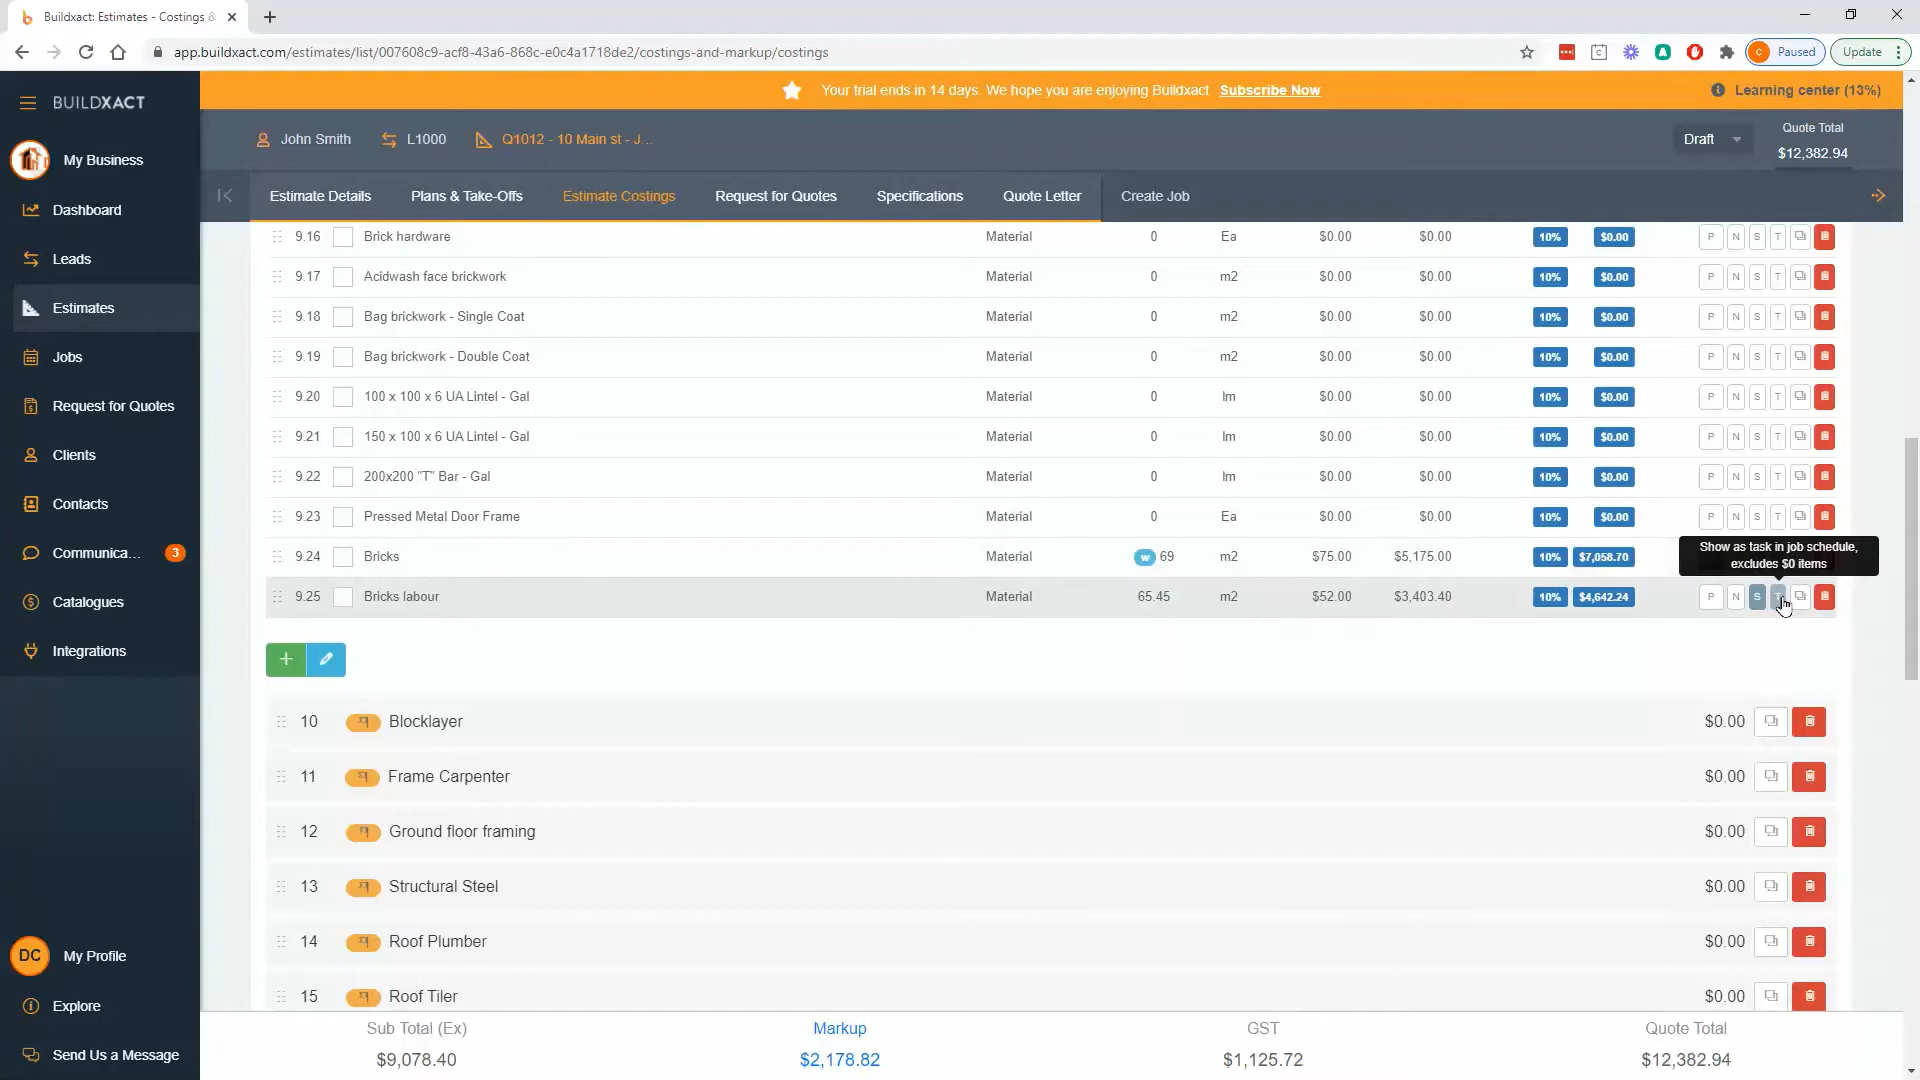 Buildxact: Estimates - Costings &
app.buildxact.com/estimates/list/007608c9-acf8-43a6-868c-e0c4a1718de2/costings-and-markup/costings
C Paused
Update
BUILDXACT
Your trial ends in 14 days. We hope you are enjoying Buildxact Subscribe Now
Learning center (13%)
John Smith
L1000
Q1012 - 10 Main st - J...
Draft
Quote Total
$12,382.94
My Business
Dashboard
Leads
Estimates
Jobs
Request for Quotes
Clients
Contacts
Communica... 3
Catalogues
Integrations
DC My Profile
Explore
Send Us a Message
Estimate Details Plans & Take-Offs Estimate Costings Request for Quotes Specifications Quote Letter Create Job
9.16 Brick hardware Material 0 Ea $0.00 $0.00 10% $0.00 P N S T
9.17 Acidwash face brickwork Material 0 m2 $0.00 $0.00 10% $0.00 P N S T
9.18 Bag brickwork - Single Coat Material 0 m2 $0.00 $0.00 10% $0.00 P N S T
9.19 Bag brickwork - Double Coat Material 0 m2 $0.00 $0.00 10% $0.00 P N S T
9.20 100 x 100 x 6 UA Lintel - Gal Material 0 lm $0.00 $0.00 10% $0.00 P N S T
9.21 150 x 100 x 6 UA Lintel - Gal Material 0 lm $0.00 $0.00 10% $0.00 P N S T
9.22 200x200 "T" Bar - Gal Material 0 lm $0.00 $0.00 10% $0.00 P N S T
9.23 Pressed Metal Door Frame Material 0 Ea $0.00 $0.00 10% $0.00 P N S T
9.24 Bricks Material w 69 m2 $75.00 $5,175.00 10% $7,058.70
Show as task in job schedule,
excludes $0 items
9.25 Bricks labour Material 65.45 m2 $52.00 $3,403.40 10% $4,642.24 P N S T
10 Blocklayer $0.00
11 Frame Carpenter $0.00
12 Ground floor framing $0.00
13 Structural Steel $0.00
14 Roof Plumber $0.00
15 Roof Tiler $0.00
Sub Total (Ex) Markup GST Quote Total
$9,078.40 $2,178.82 $1,125.72 $12,382.94